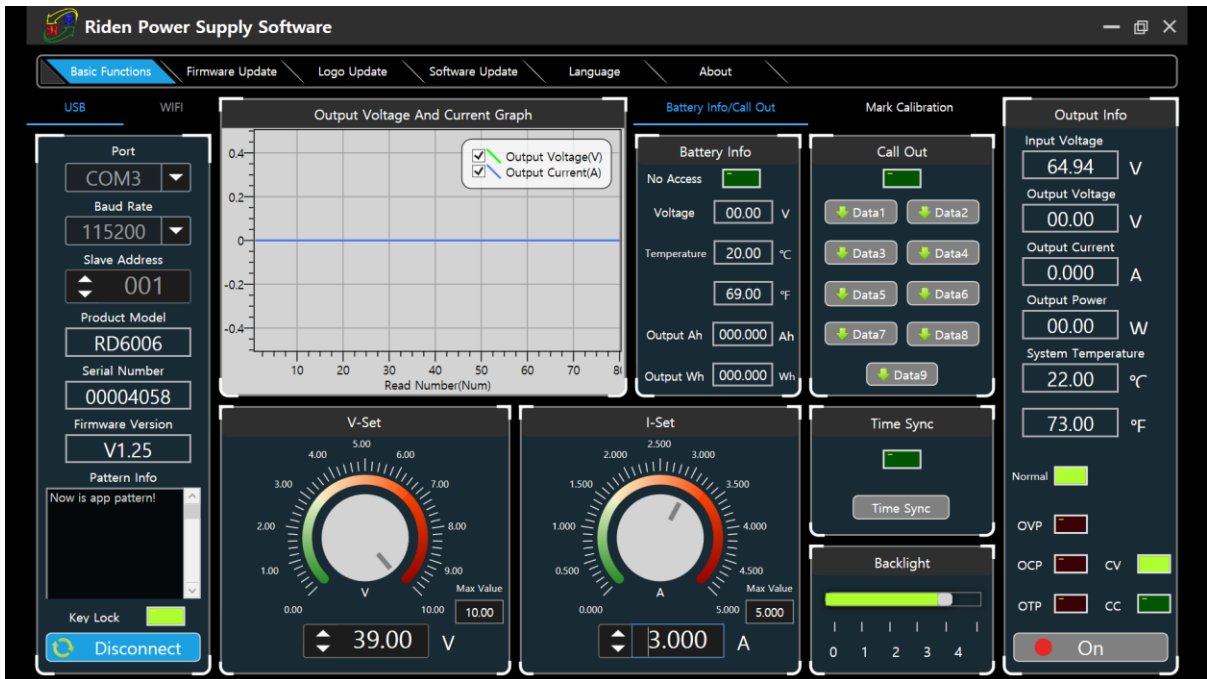 Riden Power Supply Software
Basic Functions Firmware Update Logo Update Software Update Language About
USB WIFI
Port
COM3
Baud Rate
115200
Slave Address
001
Product Model
RD6006
Serial Number
00004058
Firmware Version
V1.25
Pattern Info
Now is app pattern!
Key Lock
Disconnect
Output Voltage And Current Graph
Output Voltage(V)
Output Current(A)
0.4
0.2
0
-0.2
-0.4
10 20 30 40 50 60 70 80
Read Number(Num)
Battery Info/Call Out Mark Calibration
Battery Info
No Access
Voltage 00.00 V
Temperature 20.00 ℃
69.00 ℉
Output Ah 000.000 Ah
Output Wh 000.000 Wh
Call Out
Data1 Data2
Data3 Data4
Data5 Data6
Data7 Data8
Data9
V-Set
5.00
4.00 6.00
3.00 7.00
2.00 8.00
1.00 9.00
V
0.00 10.00
Max Value
10.00
39.00 V
I-Set
2.500
2.000 3.000
1.500 3.500
1.000 4.000
0.500 4.500
A
0.000 5.000
Max Value
5.000
3.000 A
Time Sync
Time Sync
Backlight
0 1 2 3 4
Output Info
Input Voltage
64.94 V
Output Voltage
00.00 V
Output Current
0.000 A
Output Power
00.00 W
System Temperature
22.00 ℃
73.00 ℉
Normal
OVP
OCP CV
OTP CC
On